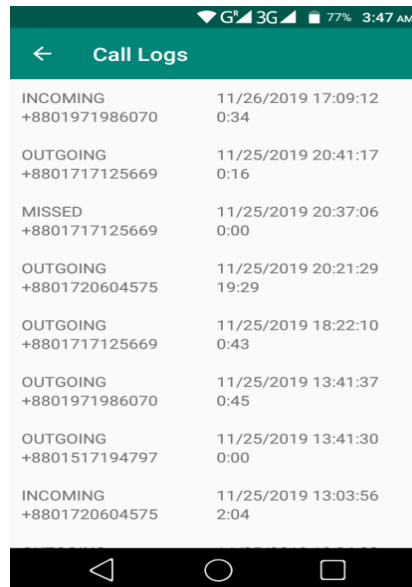 GR 3G 77% 3:47 AM
Call Logs
INCOMING 11/26/2019 17:09:12
+8801971986070 0:34
OUTGOING 11/25/2019 20:41:17
+8801717125669 0:16
MISSED 11/25/2019 20:37:06
+8801717125669 0:00
OUTGOING 11/25/2019 20:21:29
+8801720604575 19:29
OUTGOING 11/25/2019 18:22:10
+8801717125669 0:43
OUTGOING 11/25/2019 13:41:37
+8801971986070 0:45
OUTGOING 11/25/2019 13:41:30
+8801517194797 0:00
INCOMING 11/25/2019 13:03:56
+8801720604575 2:04